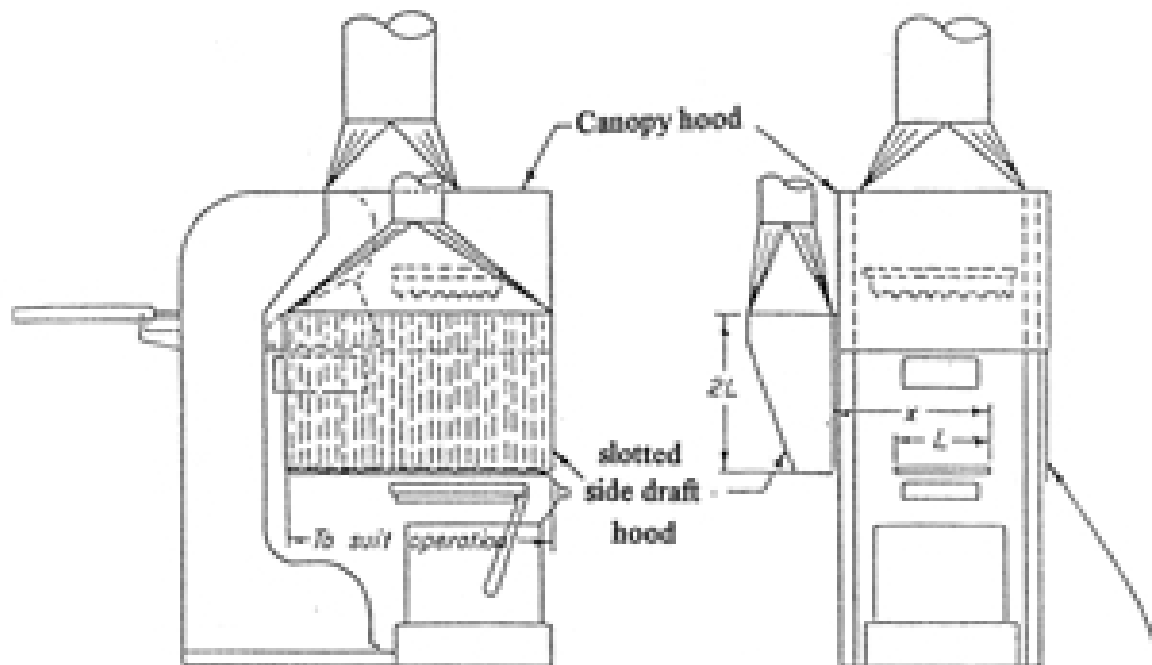 Canopy hood
2L
x
L
slotted
side draft
hood
To suit operation